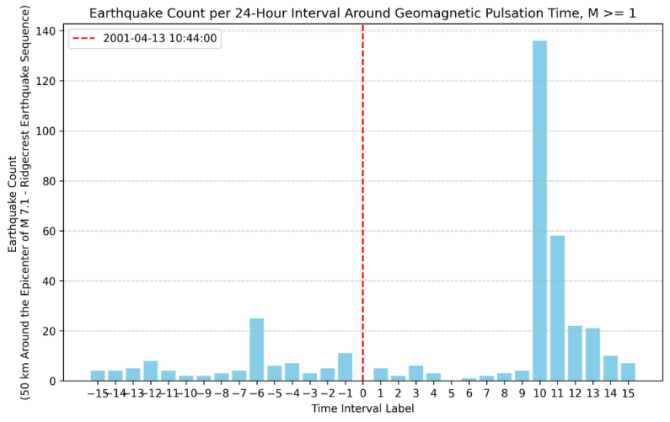 Earthquake Count per 24-Hour Interval Around Geomagnetic Pulsation Time, M >= 1
2001-04-13 10:44:00
Earthquake Count
(50 km Around the Epicenter of M 7.1 - Ridgecrest Earthquake Sequence)
140
120
100
80
60
40
20
0
−15 −14 −13 −12 −11 −10 −9 −8 −7 −6 −5 −4 −3 −2 −1 0 1 2 3 4 5 6 7 8 9 10 11 12 13 14 15
Time Interval Label